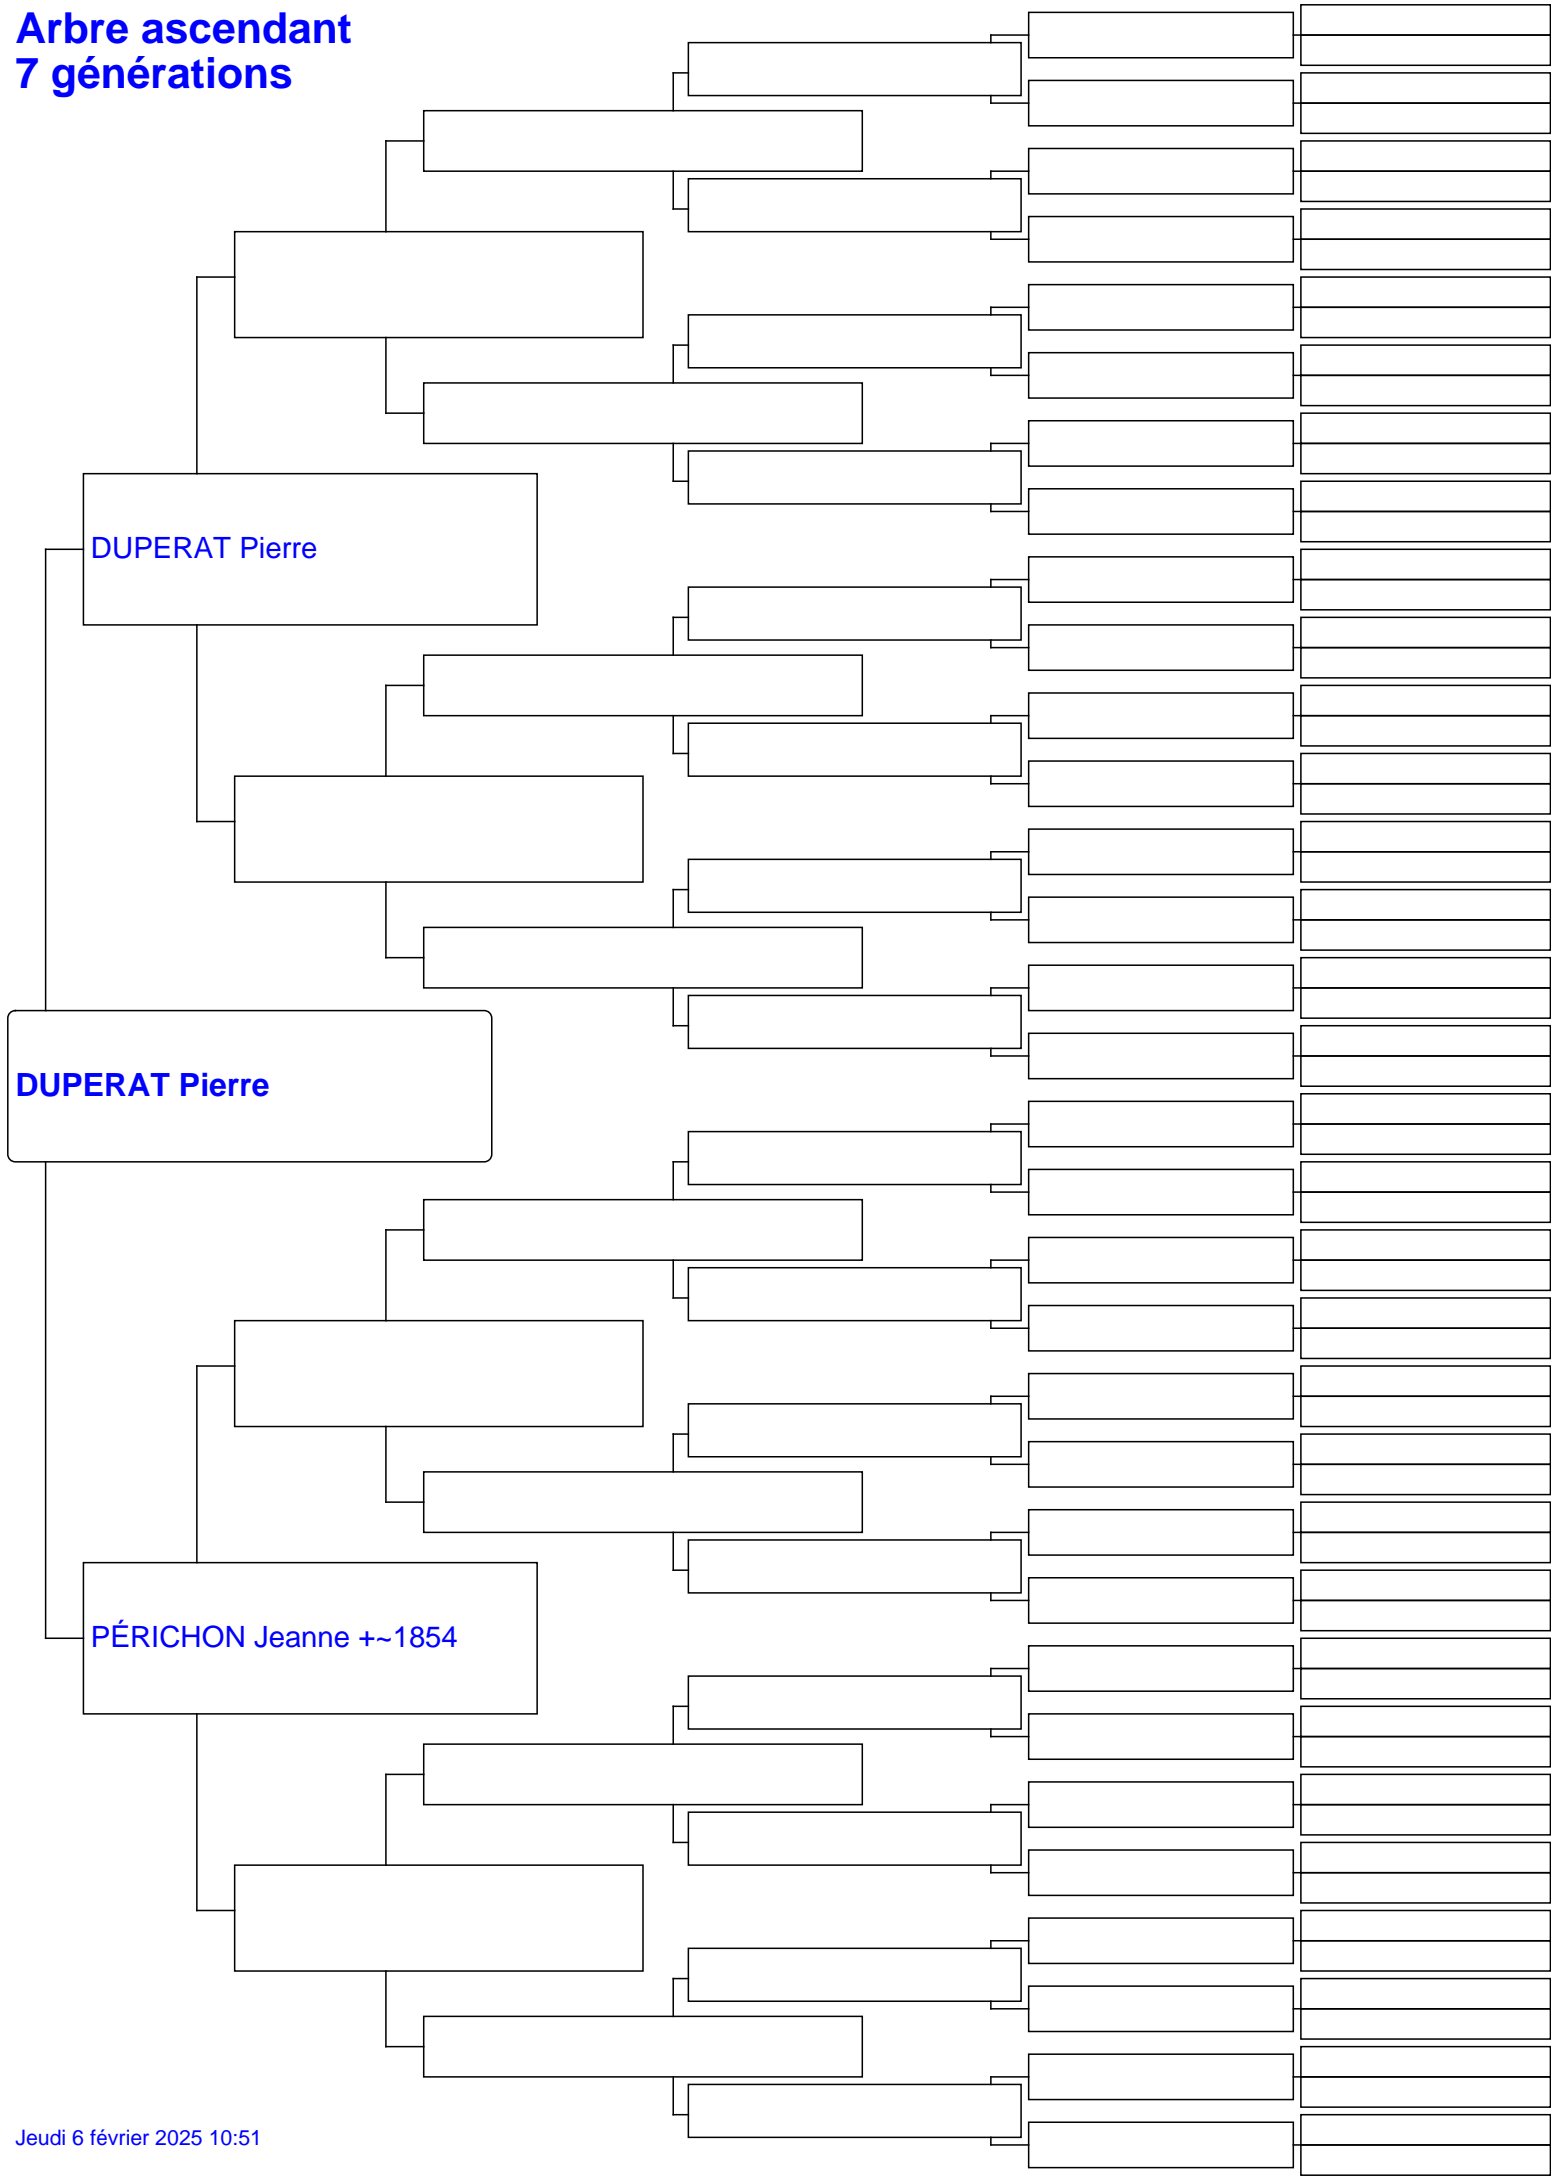 Arbre ascendant
7 générations
DUPERAT Pierre
DUPERAT Pierre
PÉRICHON Jeanne +~1854
Jeudi 6 février 2025 10:51